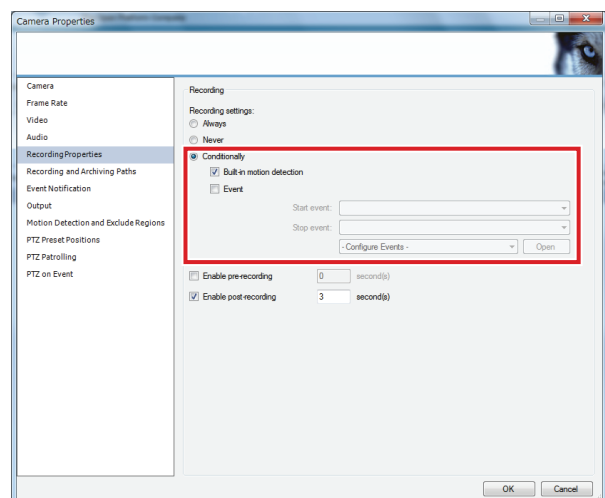 Camera Properties
Camera
Frame Rate
Video
Audio
Recording Properties
Recording and Archiving Paths
Event Notification
Output
Motion Detection and Exclude Regions
PTZ Preset Positions
PTZ Patrolling
PTZ on Event
Recording
Recording settings:
Always
Never
Conditionally
Built-in motion detection
Event
Start event:
Stop event:
- Configure Events - Open
Enable pre-recording 0 second(s)
Enable post-recording 3 second(s)
OK Cancel